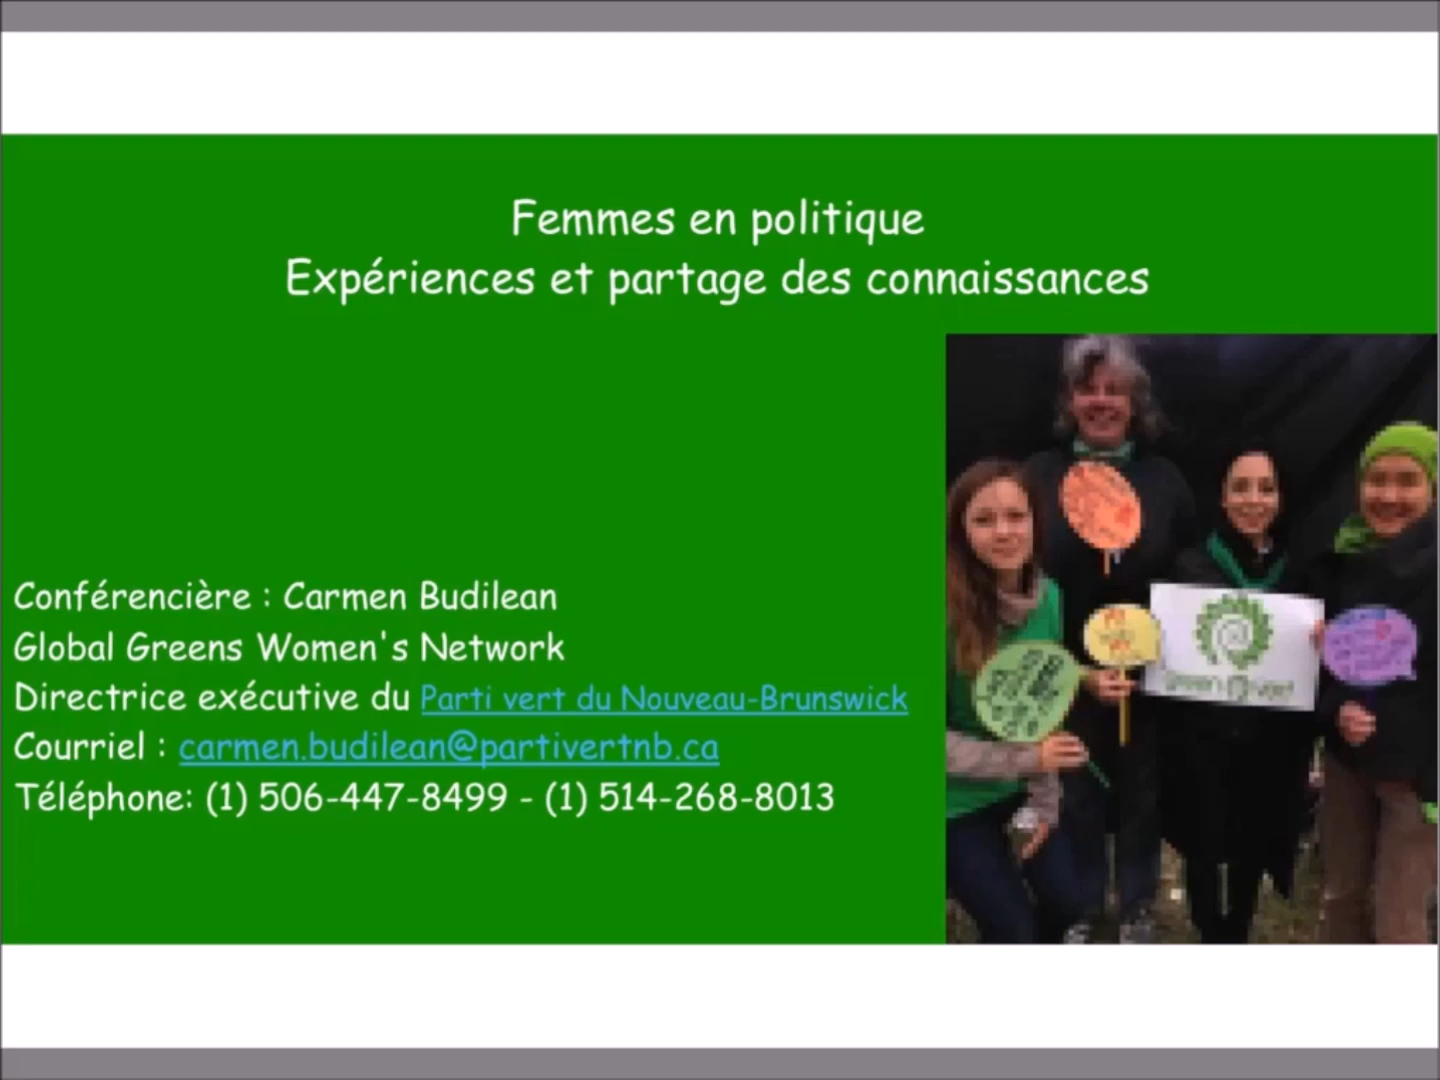 Femmes en politique
Expériences et partage des connaissances
Conférencière : Carmen Budilean
Global Greens Women's Network
Directrice exécutive du Parti vert du Nouveau-Brunswick
Courriel : carmen.budilean@partivertnb.ca
Téléphone: (1) 506-447-8499 - (1) 514-268-8013